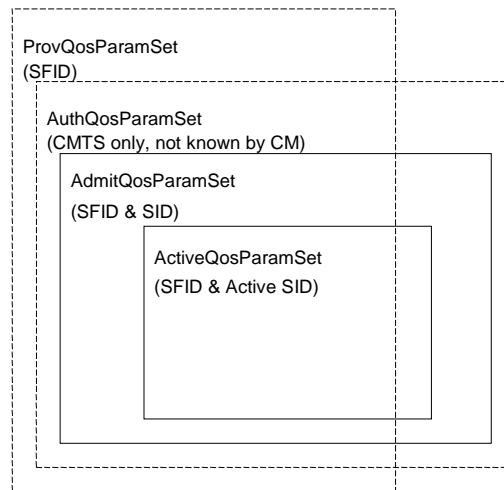 ProvQosParamSet
(SFID)
AuthQosParamSet
(CMTS only, not known by CM)
AdmitQosParamSet
(SFID & SID)
ActiveQosParamSet
(SFID & Active SID)